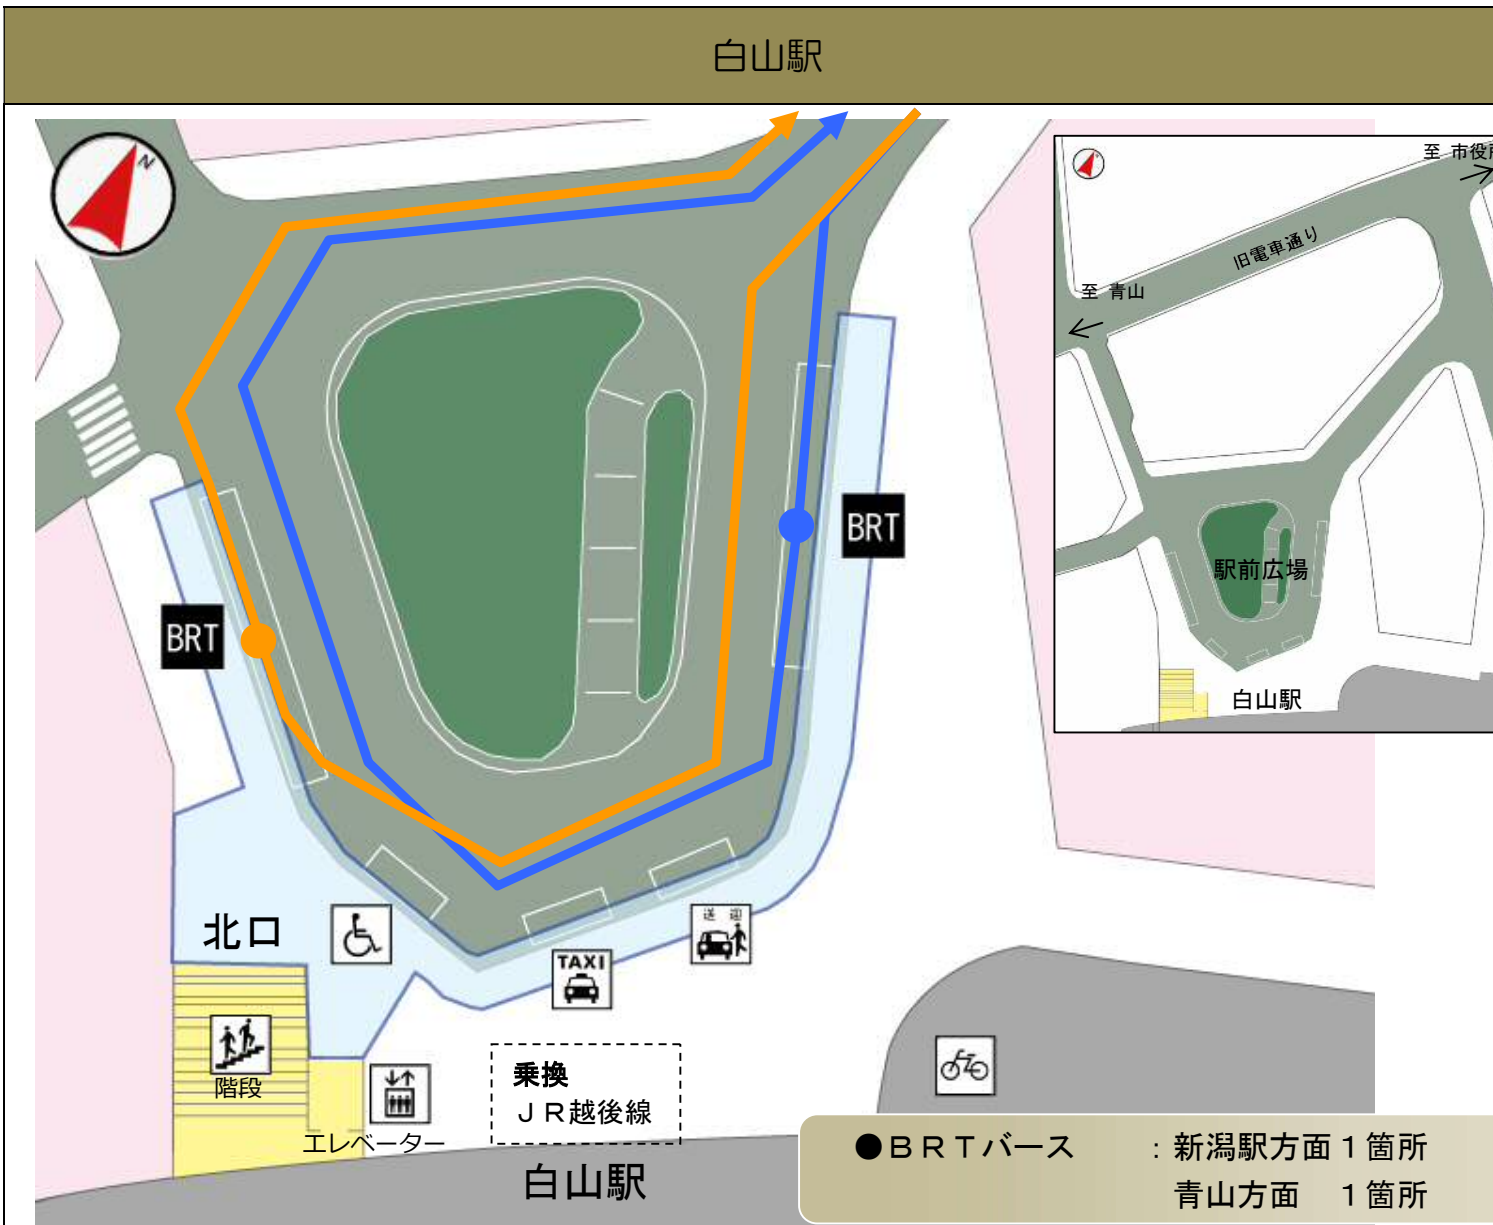 白山駅
N
至 市役所
旧電車通り
至 青山
駅前広場
白山駅
BRT
BRT
北口
送 迎
TAXI
階段
エレベーター
乗換
JR越後線
白山駅
●BRTバース ：新潟駅方面 1箇所
青山方面 1箇所